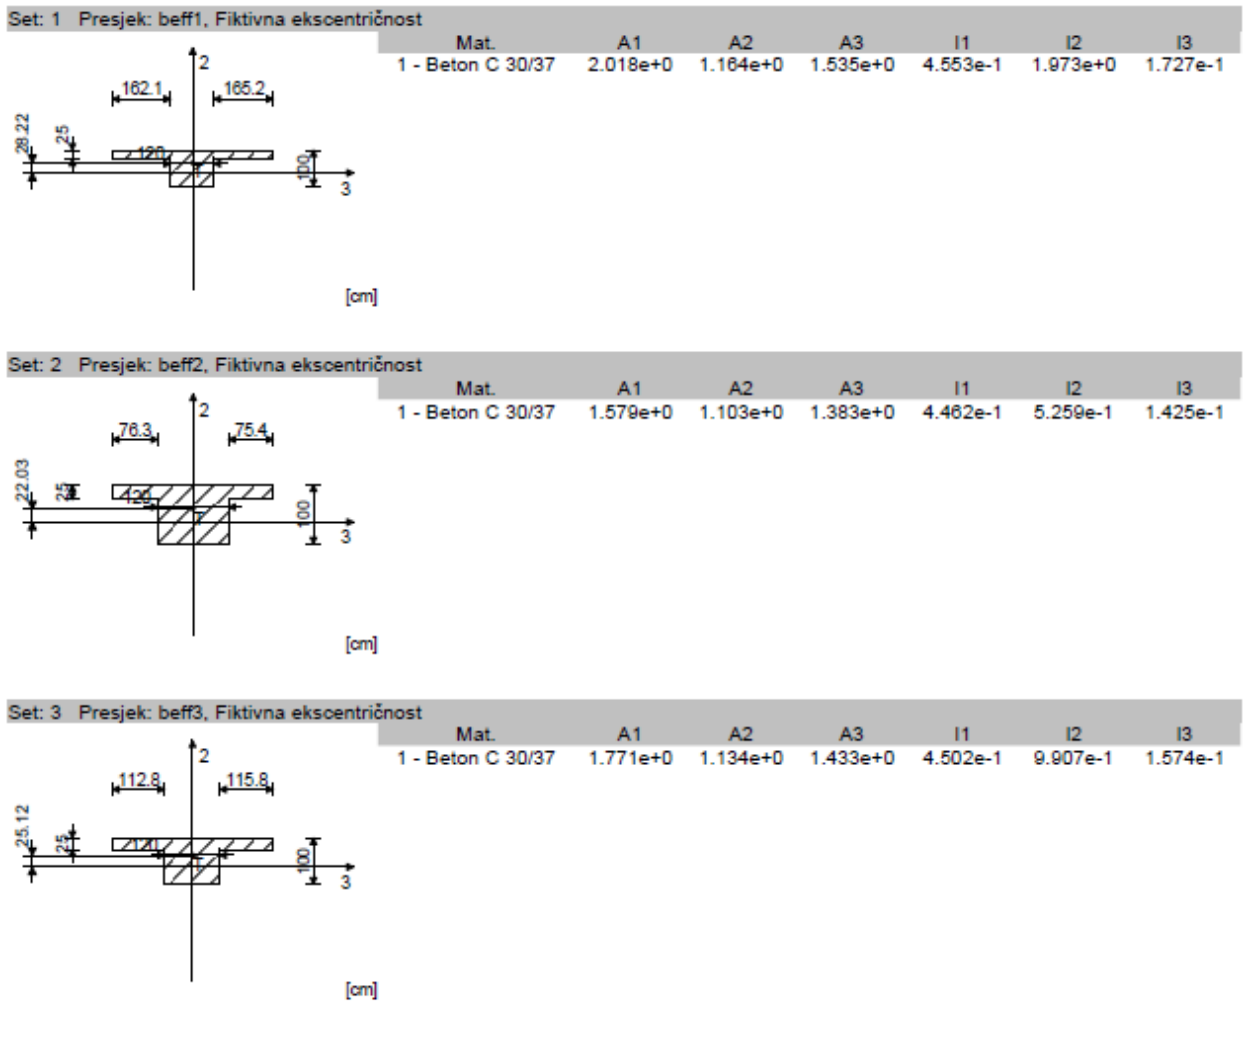 Set: 1 Presjek: beff1, Fiktivna ekscentričnost
Mat. A1 A2 A3 I1 I2 I3
1 - Beton C 30/37 2.018e+0 1.164e+0 1.535e+0 4.553e-1 1.973e+0 1.727e-1
2
162.1 165.2
28.22
25
120
T
100
3
[cm]
Set: 2 Presjek: beff2, Fiktivna ekscentričnost
Mat. A1 A2 A3 I1 I2 I3
1 - Beton C 30/37 1.579e+0 1.103e+0 1.383e+0 4.462e-1 5.259e-1 1.425e-1
2
76.3 75.4
22.03
25
120
T
100
3
[cm]
Set: 3 Presjek: beff3, Fiktivna ekscentričnost
Mat. A1 A2 A3 I1 I2 I3
1 - Beton C 30/37 1.771e+0 1.134e+0 1.433e+0 4.502e-1 9.907e-1 1.574e-1
2
112.8 115.8
25.12
25
120
T
100
3
[cm]